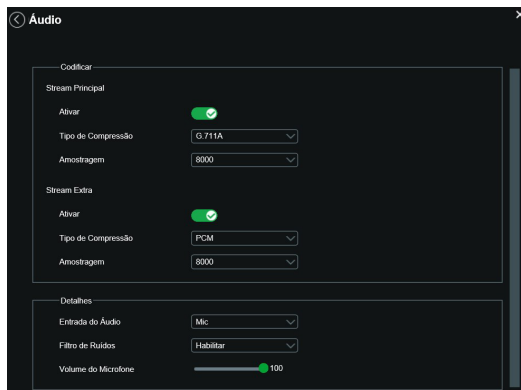 Áudio
Codificar
Stream Principal
Ativar
Tipo de Compressão G.711A
Amostragem 8000
Stream Extra
Ativar
Tipo de Compressão PCM
Amostragem 8000
Detalhes
Entrada do Áudio Mic
Filtro de Ruídos Habilitar
Volume do Microfone 100